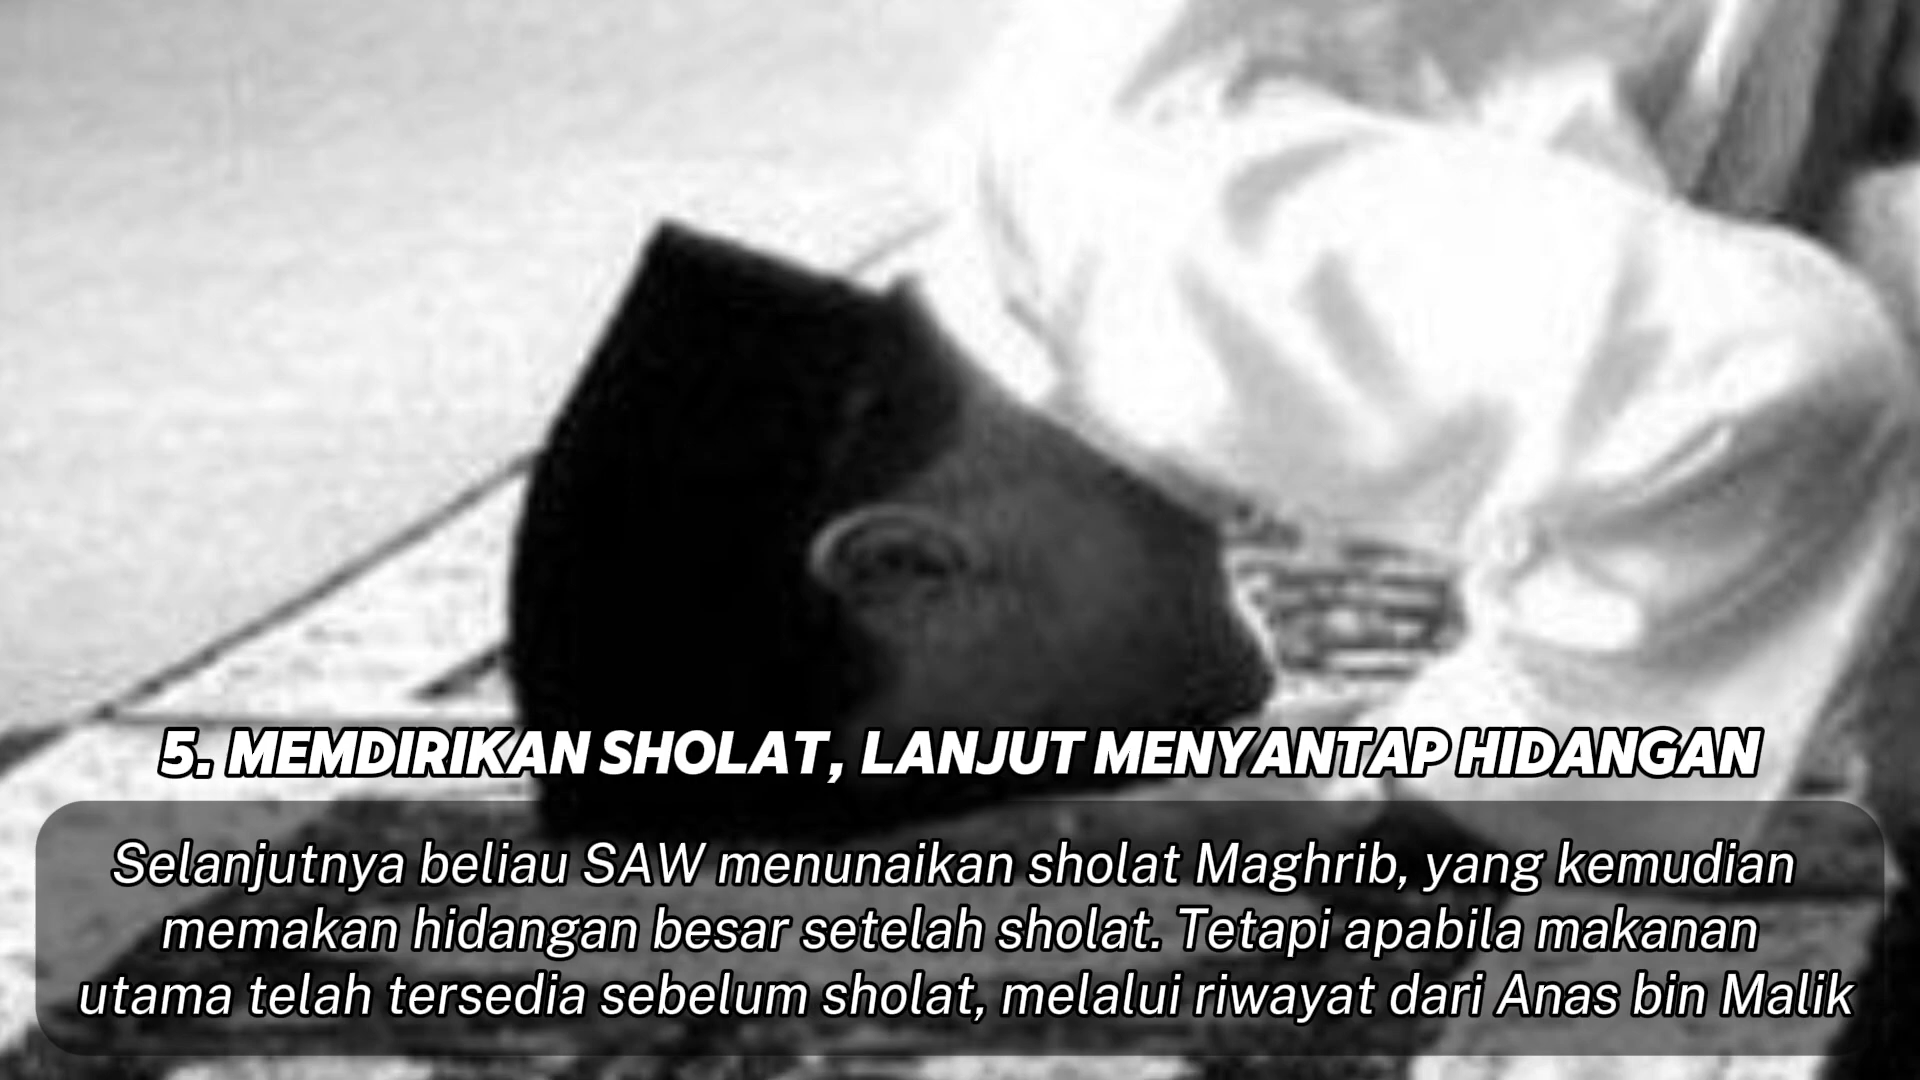 5. MEMDIRIKAN SHOLAT, LANJUT MENYANTAP HIDANGAN
Selanjutnya beliau SAW menunaikan sholat Maghrib, yang kemudian
memakan hidangan besar setelah sholat. Tetapi apabila makanan
utama telah tersedia sebelum sholat, melalui riwayat dari Anas bin Malik